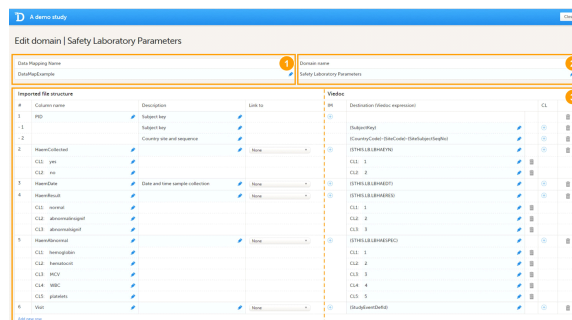 A demo study
Clos
Edit domain | Safety Laboratory Parameters
Data Mapping Name 1 Domain name
DataMapExample Safety Laboratory Parameters
Imported file structure Viedoc
# Column name Description Link to IM Destination (Viedoc expression) CL
1 PID Subject key
- 1 Subject key {SubjectKey}
- 2 Country site and sequence {CountryCode}-{SiteCode}-{SiteSubjectSeqNo}
2 HaemCollected None {$THIS.LB.LBHAEYN}
CL1 yes CL1 1
CL2 no CL2 2
3 HaemDate Date and time sample collection None {$THIS.LB.LBHAEDT}
4 HaemResult None {$THIS.LB.LBHAERES}
CL1 normal CL1 1
CL2 abnormalinsignif CL2 2
CL3 abnormalsignif CL3 3
5 HaemAbnormal None {$THIS.LB.LBHAESPEC}
CL1 hemoglobin CL1 1
CL2 hematocrit CL2 2
CL3 MCV CL3 3
CL4 WBC CL4 4
CL5 platelets CL5 5
6 Visit None {StudyEventDefId}
Add new row